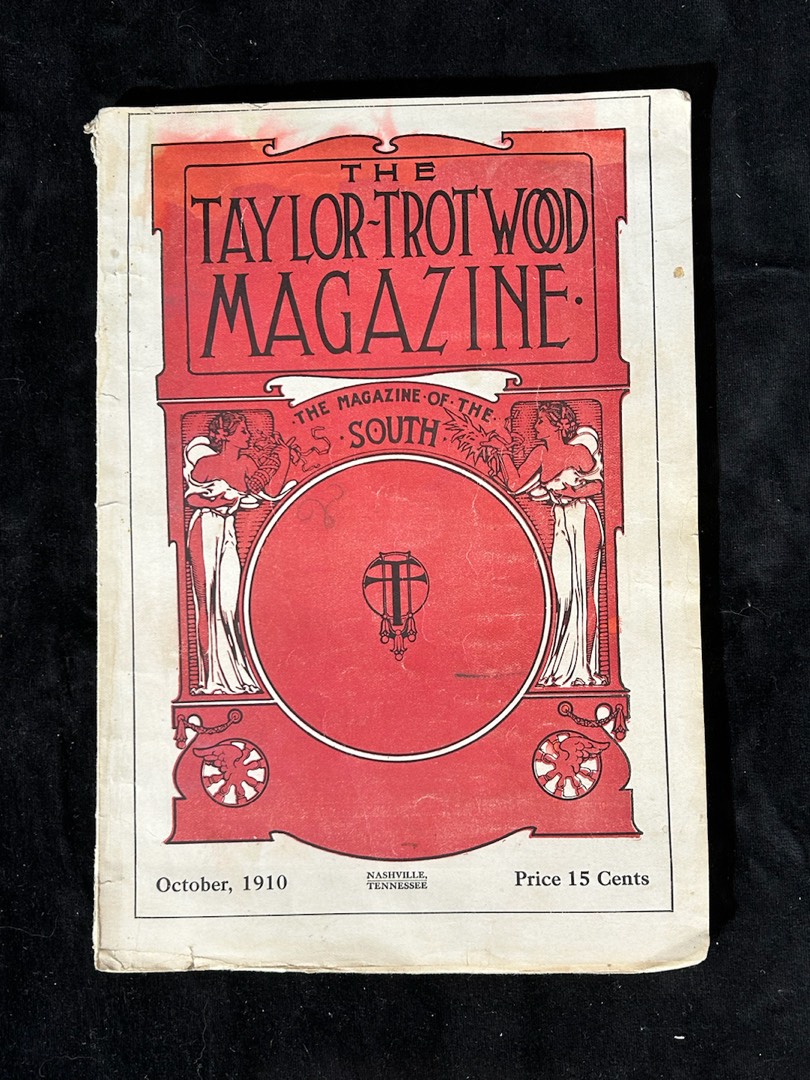 THE
TAYLOR-TROTWOOD
MAGAZINE·
·THE MAGAZINE·OF·THE·
·SOUTH·
T
October, 1910
NASHVILLE,
TENNESSEE
Price 15 Cents